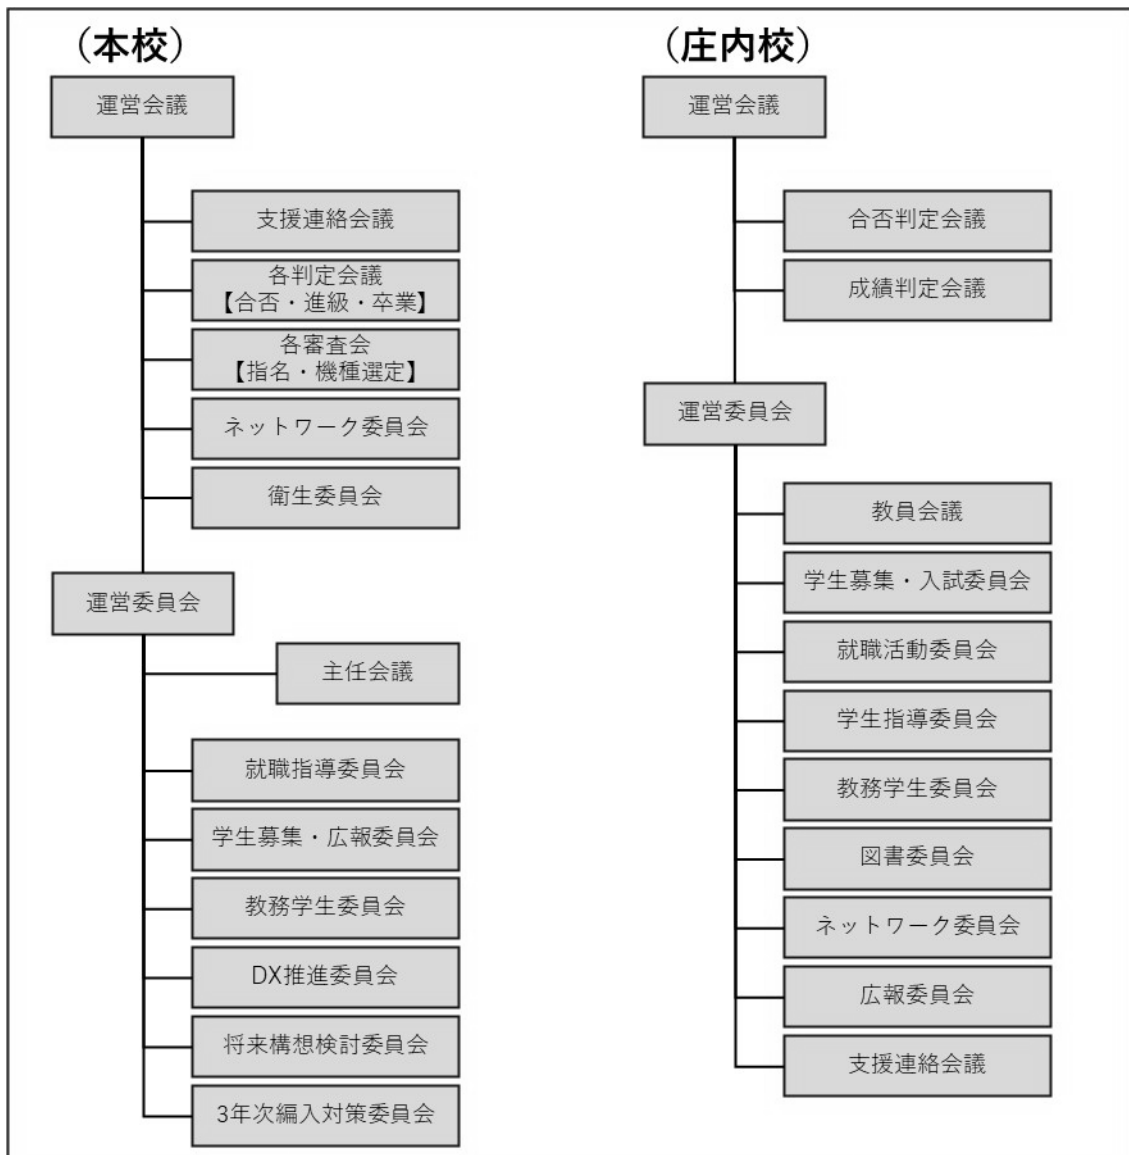 （本校）
運営会議
支援連絡会議
各判定会議
【合否・進級・卒業】
各審査会
【指名・機種選定】
ネットワーク委員会
衛生委員会
運営委員会
主任会議
就職指導委員会
学生募集・広報委員会
教務学生委員会
DX推進委員会
将来構想検討委員会
3年次編入対策委員会
（庄内校）
運営会議
合否判定会議
成績判定会議
運営委員会
教員会議
学生募集・入試委員会
就職活動委員会
学生指導委員会
教務学生委員会
図書委員会
ネットワーク委員会
広報委員会
支援連絡会議